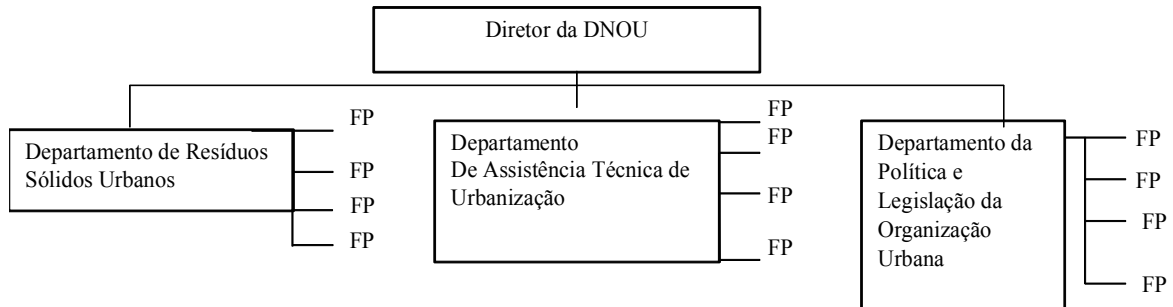 Diretor da DNOU
Departamento de Resíduos
Sólidos Urbanos
FP
FP
FP
FP
Departamento
De Assistência Técnica de
Urbanização
FP
FP
FP
FP
Departamento da
Política e
Legislação da
Organização
Urbana
FP
FP
FP
FP